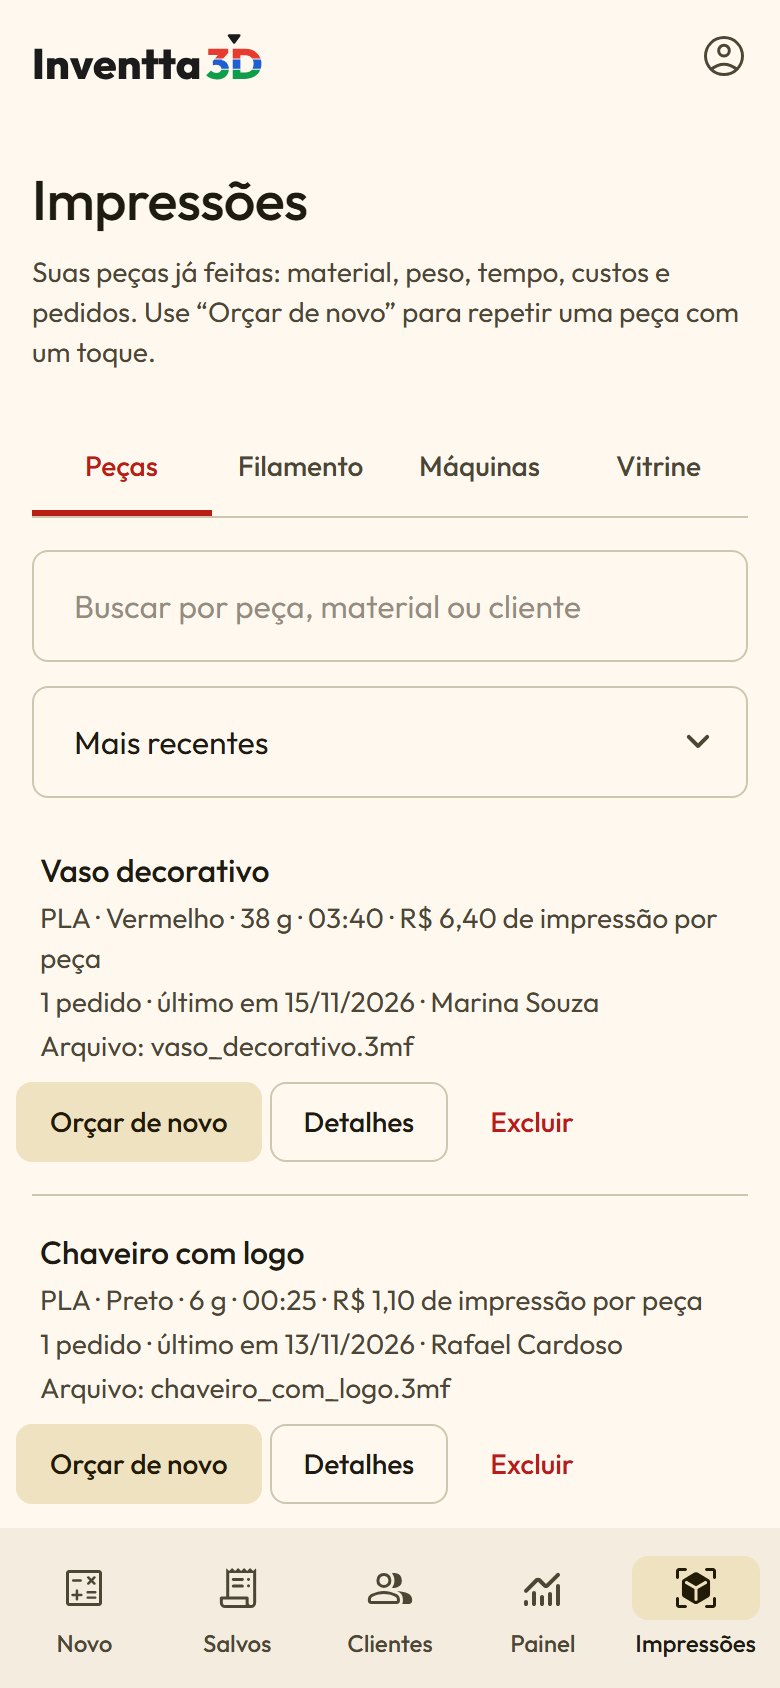 Inventta 3D
Impressões
Suas peças já feitas: material, peso, tempo, custos e
pedidos. Use “Orçar de novo” para repetir uma peça com
um toque.
Peças Filamento Máquinas Vitrine
Buscar por peça, material ou cliente
Mais recentes
Vaso decorativo
PLA · Vermelho · 38 g · 03:40 · R$ 6,40 de impressão por
peça
1 pedido · último em 15/11/2026 · Marina Souza
Arquivo: vaso_decorativo.3mf
Orçar de novo Detalhes Excluir
Chaveiro com logo
PLA · Preto · 6 g · 00:25 · R$ 1,10 de impressão por peça
1 pedido · último em 13/11/2026 · Rafael Cardoso
Arquivo: chaveiro_com_logo.3mf
Orçar de novo Detalhes Excluir
Novo Salvos Clientes Painel Impressões